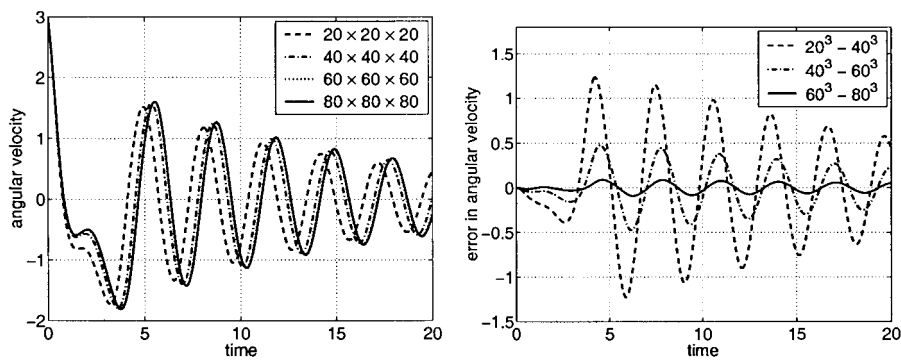 angular velocity
3
2
1
0
-1
-2
20 × 20 × 20
40 × 40 × 40
60 × 60 × 60
80 × 80 × 80
0 5 10 15 20
time
error in angular velocity
1.5
1
0.5
0
-0.5
-1
-1.5
20³ − 40³
40³ − 60³
60³ − 80³
0 5 10 15 20
time